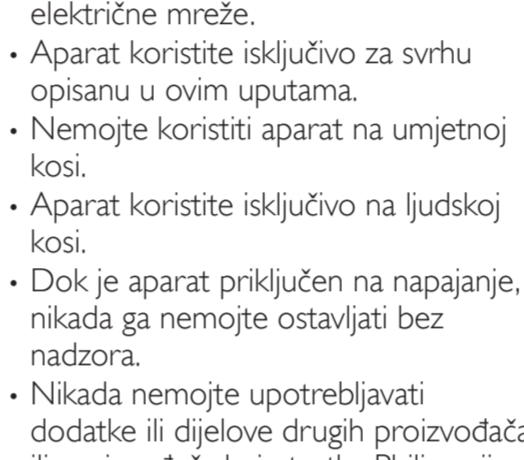 električne mreže.
• Aparat koristite isključivo za svrhu
opisanu u ovim uputama.
• Nemojte koristiti aparat na umjetnoj
kosi.
• Aparat koristite isključivo na ljudskoj
kosi.
• Dok je aparat priključen na napajanje,
nikada ga nemojte ostavljati bez
nadzora.
• Nikada nemojte upotrebljavati
dodatke ili dijelove drugih proizvođača